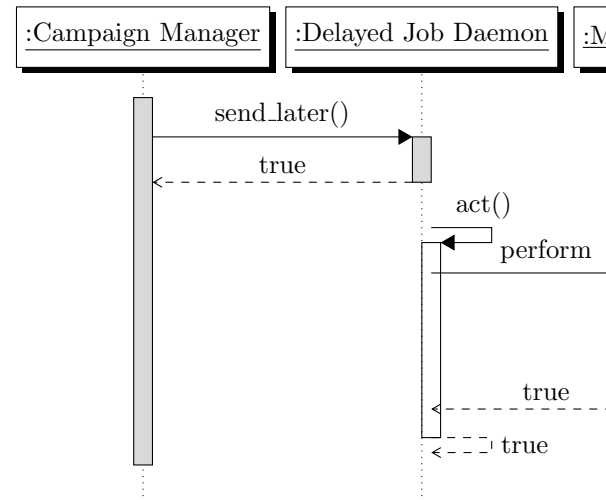 :Campaign Manager
:Delayed Job Daemon
:M
send_later()
true
act()
perform
true
true